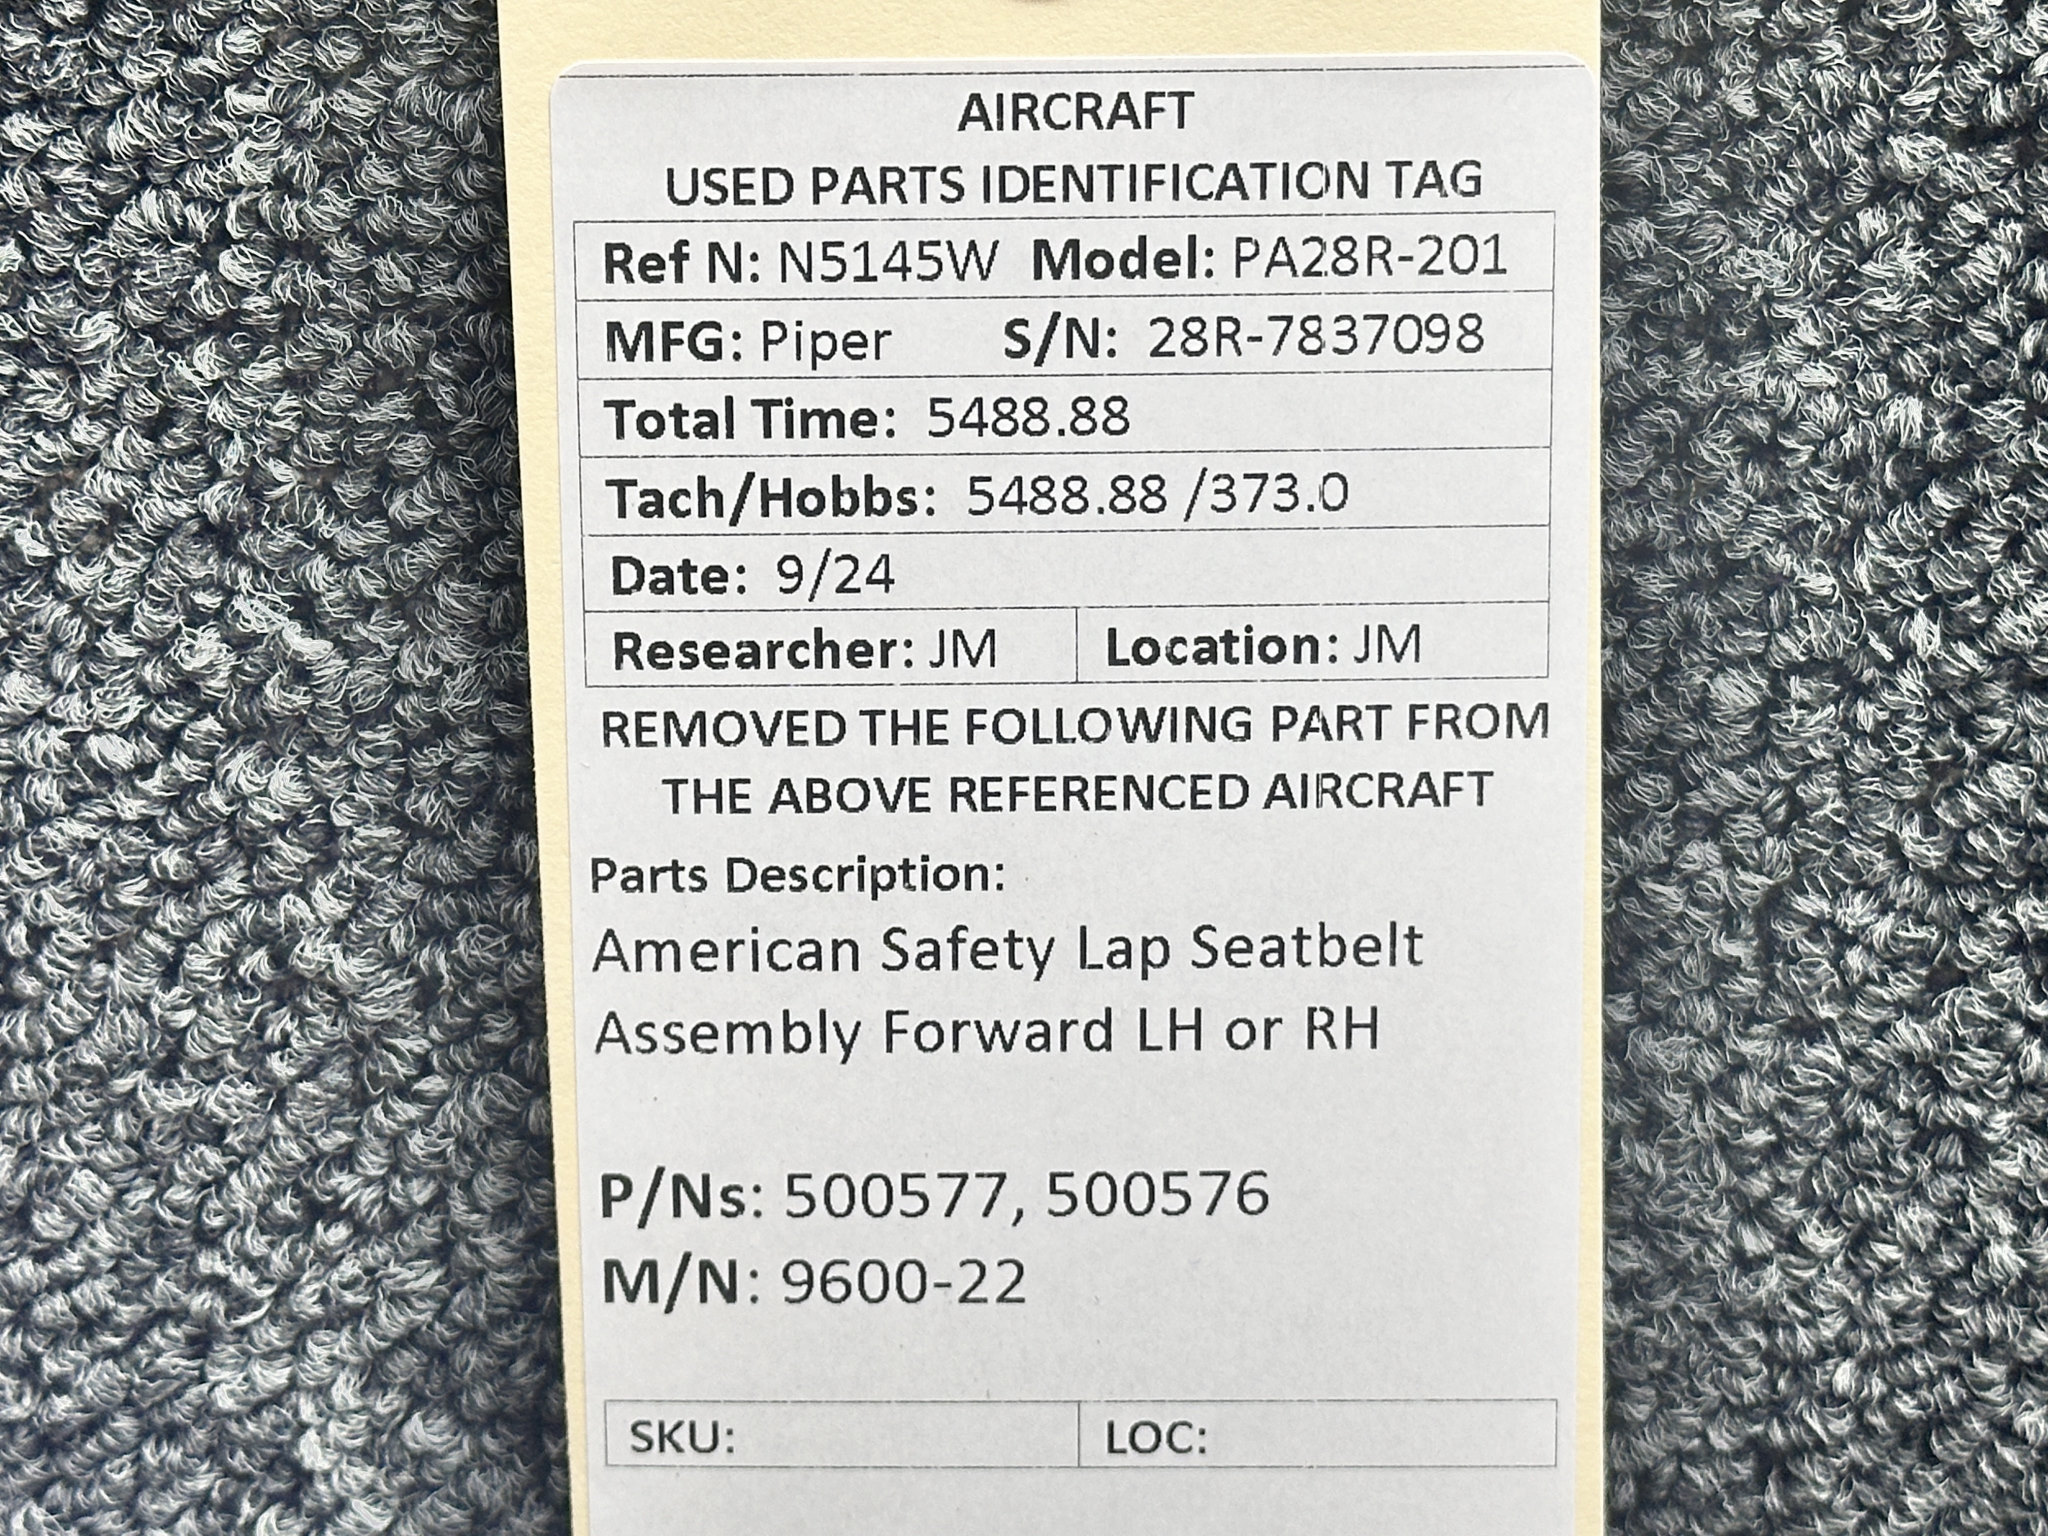 AIRCRAFT
USED PARTS IDENTIFICATION TAG
Ref N: N5145W Model: PA28R-201
MFG: Piper S/N: 28R-7837098
Total Time: 5488.88
Tach/Hobbs: 5488.88 /373.0
Date: 9/24
Researcher: JM Location: JM
REMOVED THE FOLLOWING PART FROM
THE ABOVE REFERENCED AIRCRAFT
Parts Description:
American Safety Lap Seatbelt
Assembly Forward LH or RH
P/Ns: 500577, 500576
M/N: 9600-22
SKU: LOC: